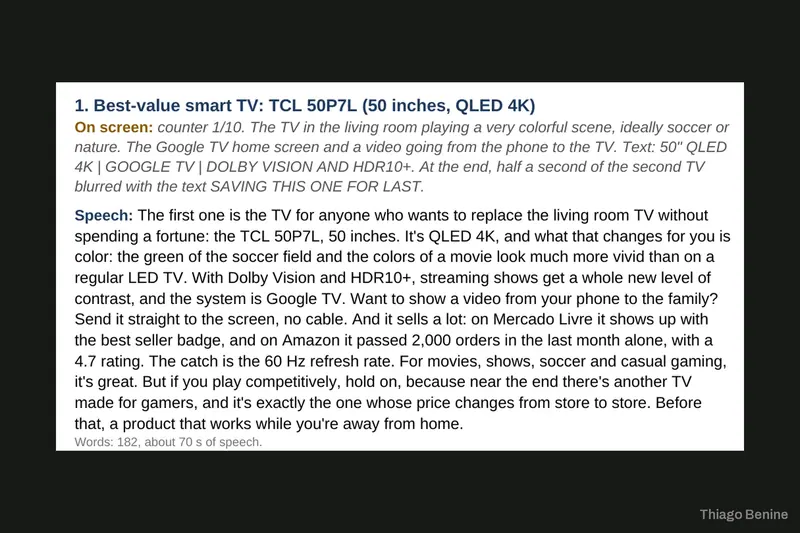 1. Best-value smart TV: TCL 50P7L (50 inches, QLED 4K)
On screen: counter 1/10. The TV in the living room playing a very colorful scene, ideally soccer or
nature. The Google TV home screen and a video going from the phone to the TV. Text: 50" QLED
4K | GOOGLE TV | DOLBY VISION AND HDR10+. At the end, half a second of the second TV
blurred with the text SAVING THIS ONE FOR LAST.
Speech: The first one is the TV for anyone who wants to replace the living room TV without
spending a fortune: the TCL 50P7L, 50 inches. It's QLED 4K, and what that changes for you is
color: the green of the soccer field and the colors of a movie look much more vivid than on a
regular LED TV. With Dolby Vision and HDR10+, streaming shows get a whole new level of
contrast, and the system is Google TV. Want to show a video from your phone to the family?
Send it straight to the screen, no cable. And it sells a lot: on Mercado Livre it shows up with
the best seller badge, and on Amazon it passed 2,000 orders in the last month alone, with a
4.7 rating. The catch is the 60 Hz refresh rate. For movies, shows, soccer and casual gaming,
it's great. But if you play competitively, hold on, because near the end there's another TV
made for gamers, and it's exactly the one whose price changes from store to store. Before
that, a product that works while you're away from home.
Words: 182, about 70 s of speech.
Thiago Benine